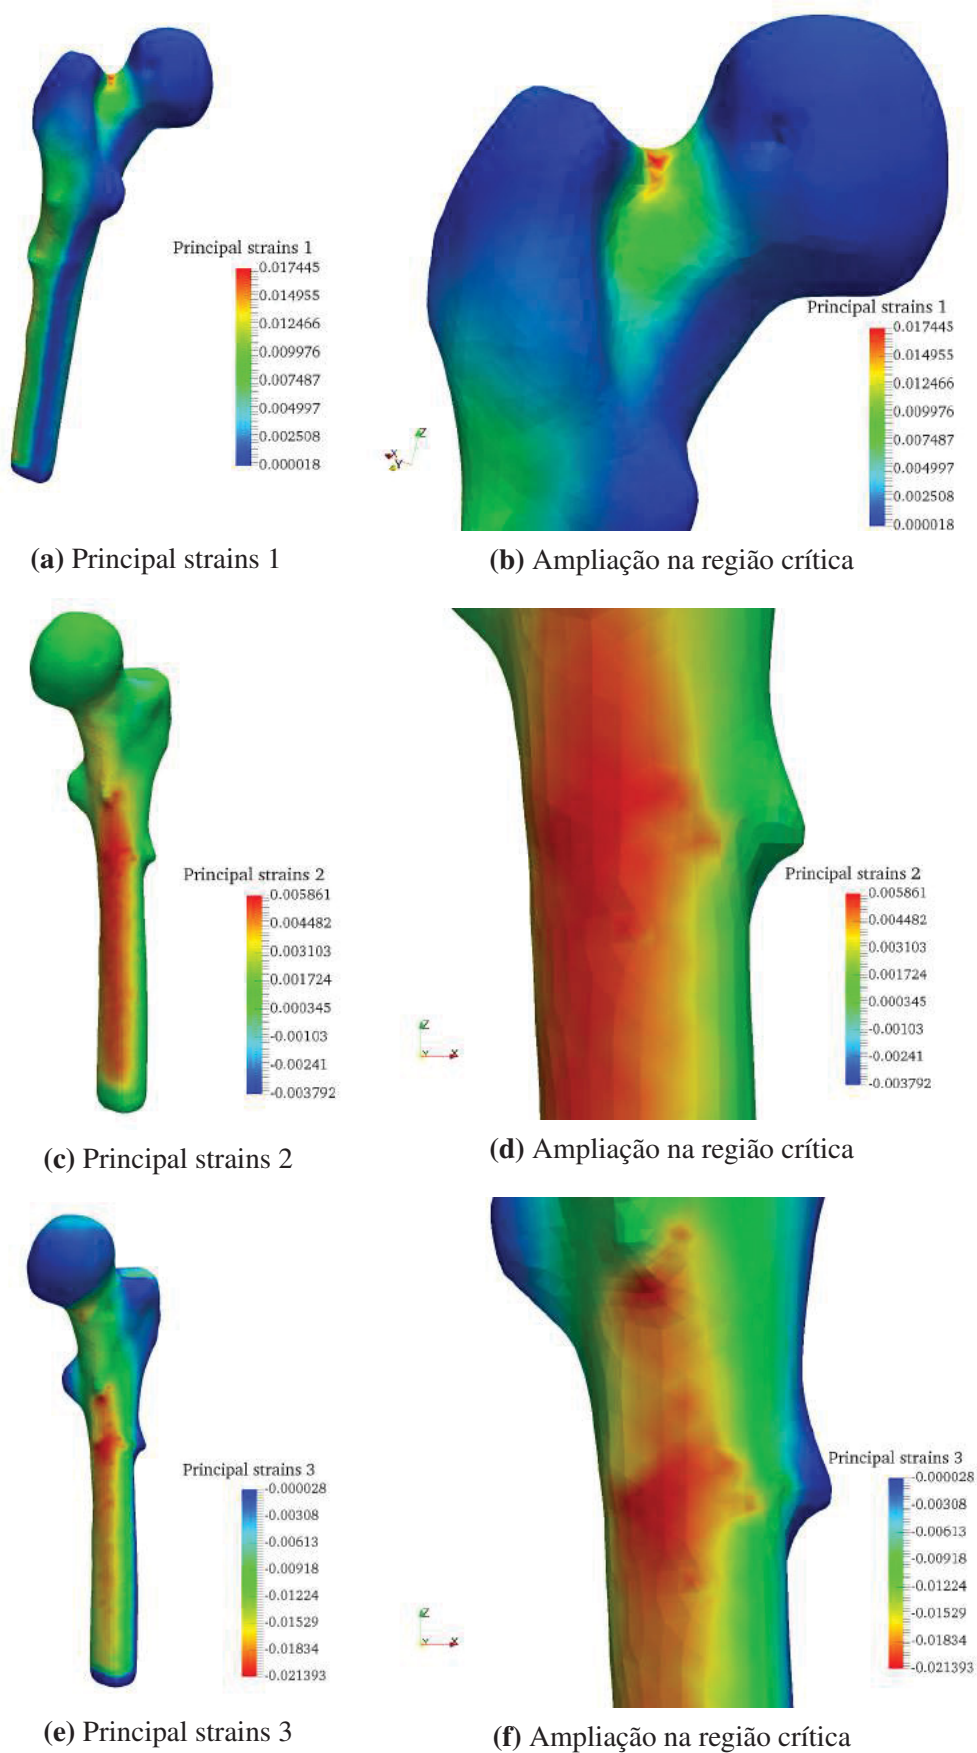 Principal strains 1
0.017445
0.014955
0.012466
0.009976
0.007487
0.004997
0.002508
0.000018
Principal strains 1
0.017445
0.014955
0.012466
0.009976
0.007487
0.004997
0.002508
0.000018
Z
X
Y
(a) Principal strains 1
(b) Ampliação na região crítica
Principal strains 2
0.005861
0.004482
0.003103
0.001724
0.000345
-0.00103
-0.00241
-0.003792
Principal strains 2
0.005861
0.004482
0.003103
0.001724
0.000345
-0.00103
-0.00241
-0.003792
Z
Y
X
(c) Principal strains 2
(d) Ampliação na região crítica
Principal strains 3
-0.000028
-0.00308
-0.00613
-0.00918
-0.01224
-0.01529
-0.01834
-0.021393
Principal strains 3
-0.000028
-0.00308
-0.00613
-0.00918
-0.01224
-0.01529
-0.01834
-0.021393
Z
Y
X
(e) Principal strains 3
(f) Ampliação na região crítica